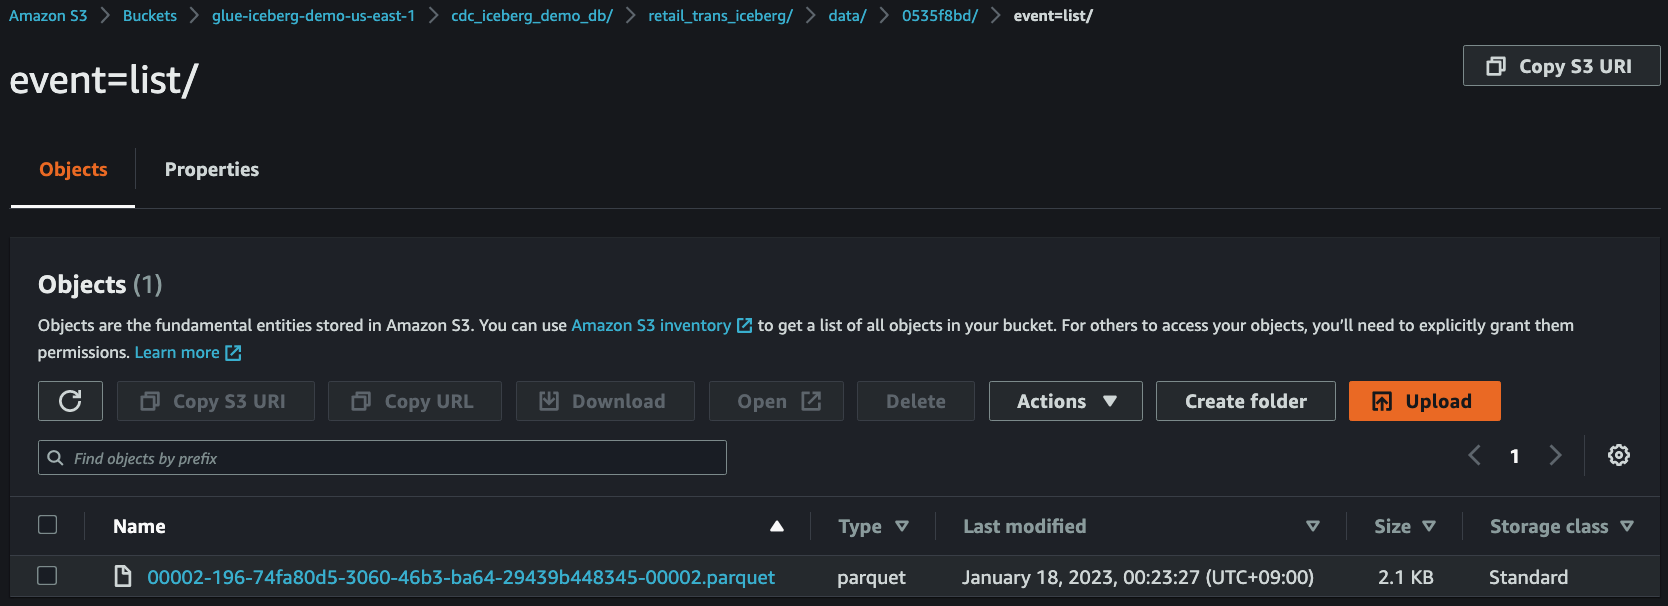 Amazon S3 > Buckets > glue-iceberg-demo-us-east-1 > cdc_iceberg_demo_db/ > retail_trans_iceberg/ > data/ > 0535f8bd/ > event=list/
event=list/
Copy S3 URI
Objects
Properties
Objects (1)
Objects are the fundamental entities stored in Amazon S3. You can use Amazon S3 inventory to get a list of all objects in your bucket. For others to access your objects, you’ll need to explicitly grant them
permissions. Learn more
Copy S3 URI Copy URL Download Open Delete Actions Create folder Upload
Find objects by prefix
1
Name Type Last modified Size Storage class
00002-196-74fa80d5-3060-46b3-ba64-29439b448345-00002.parquet parquet January 18, 2023, 00:23:27 (UTC+09:00) 2.1 KB Standard